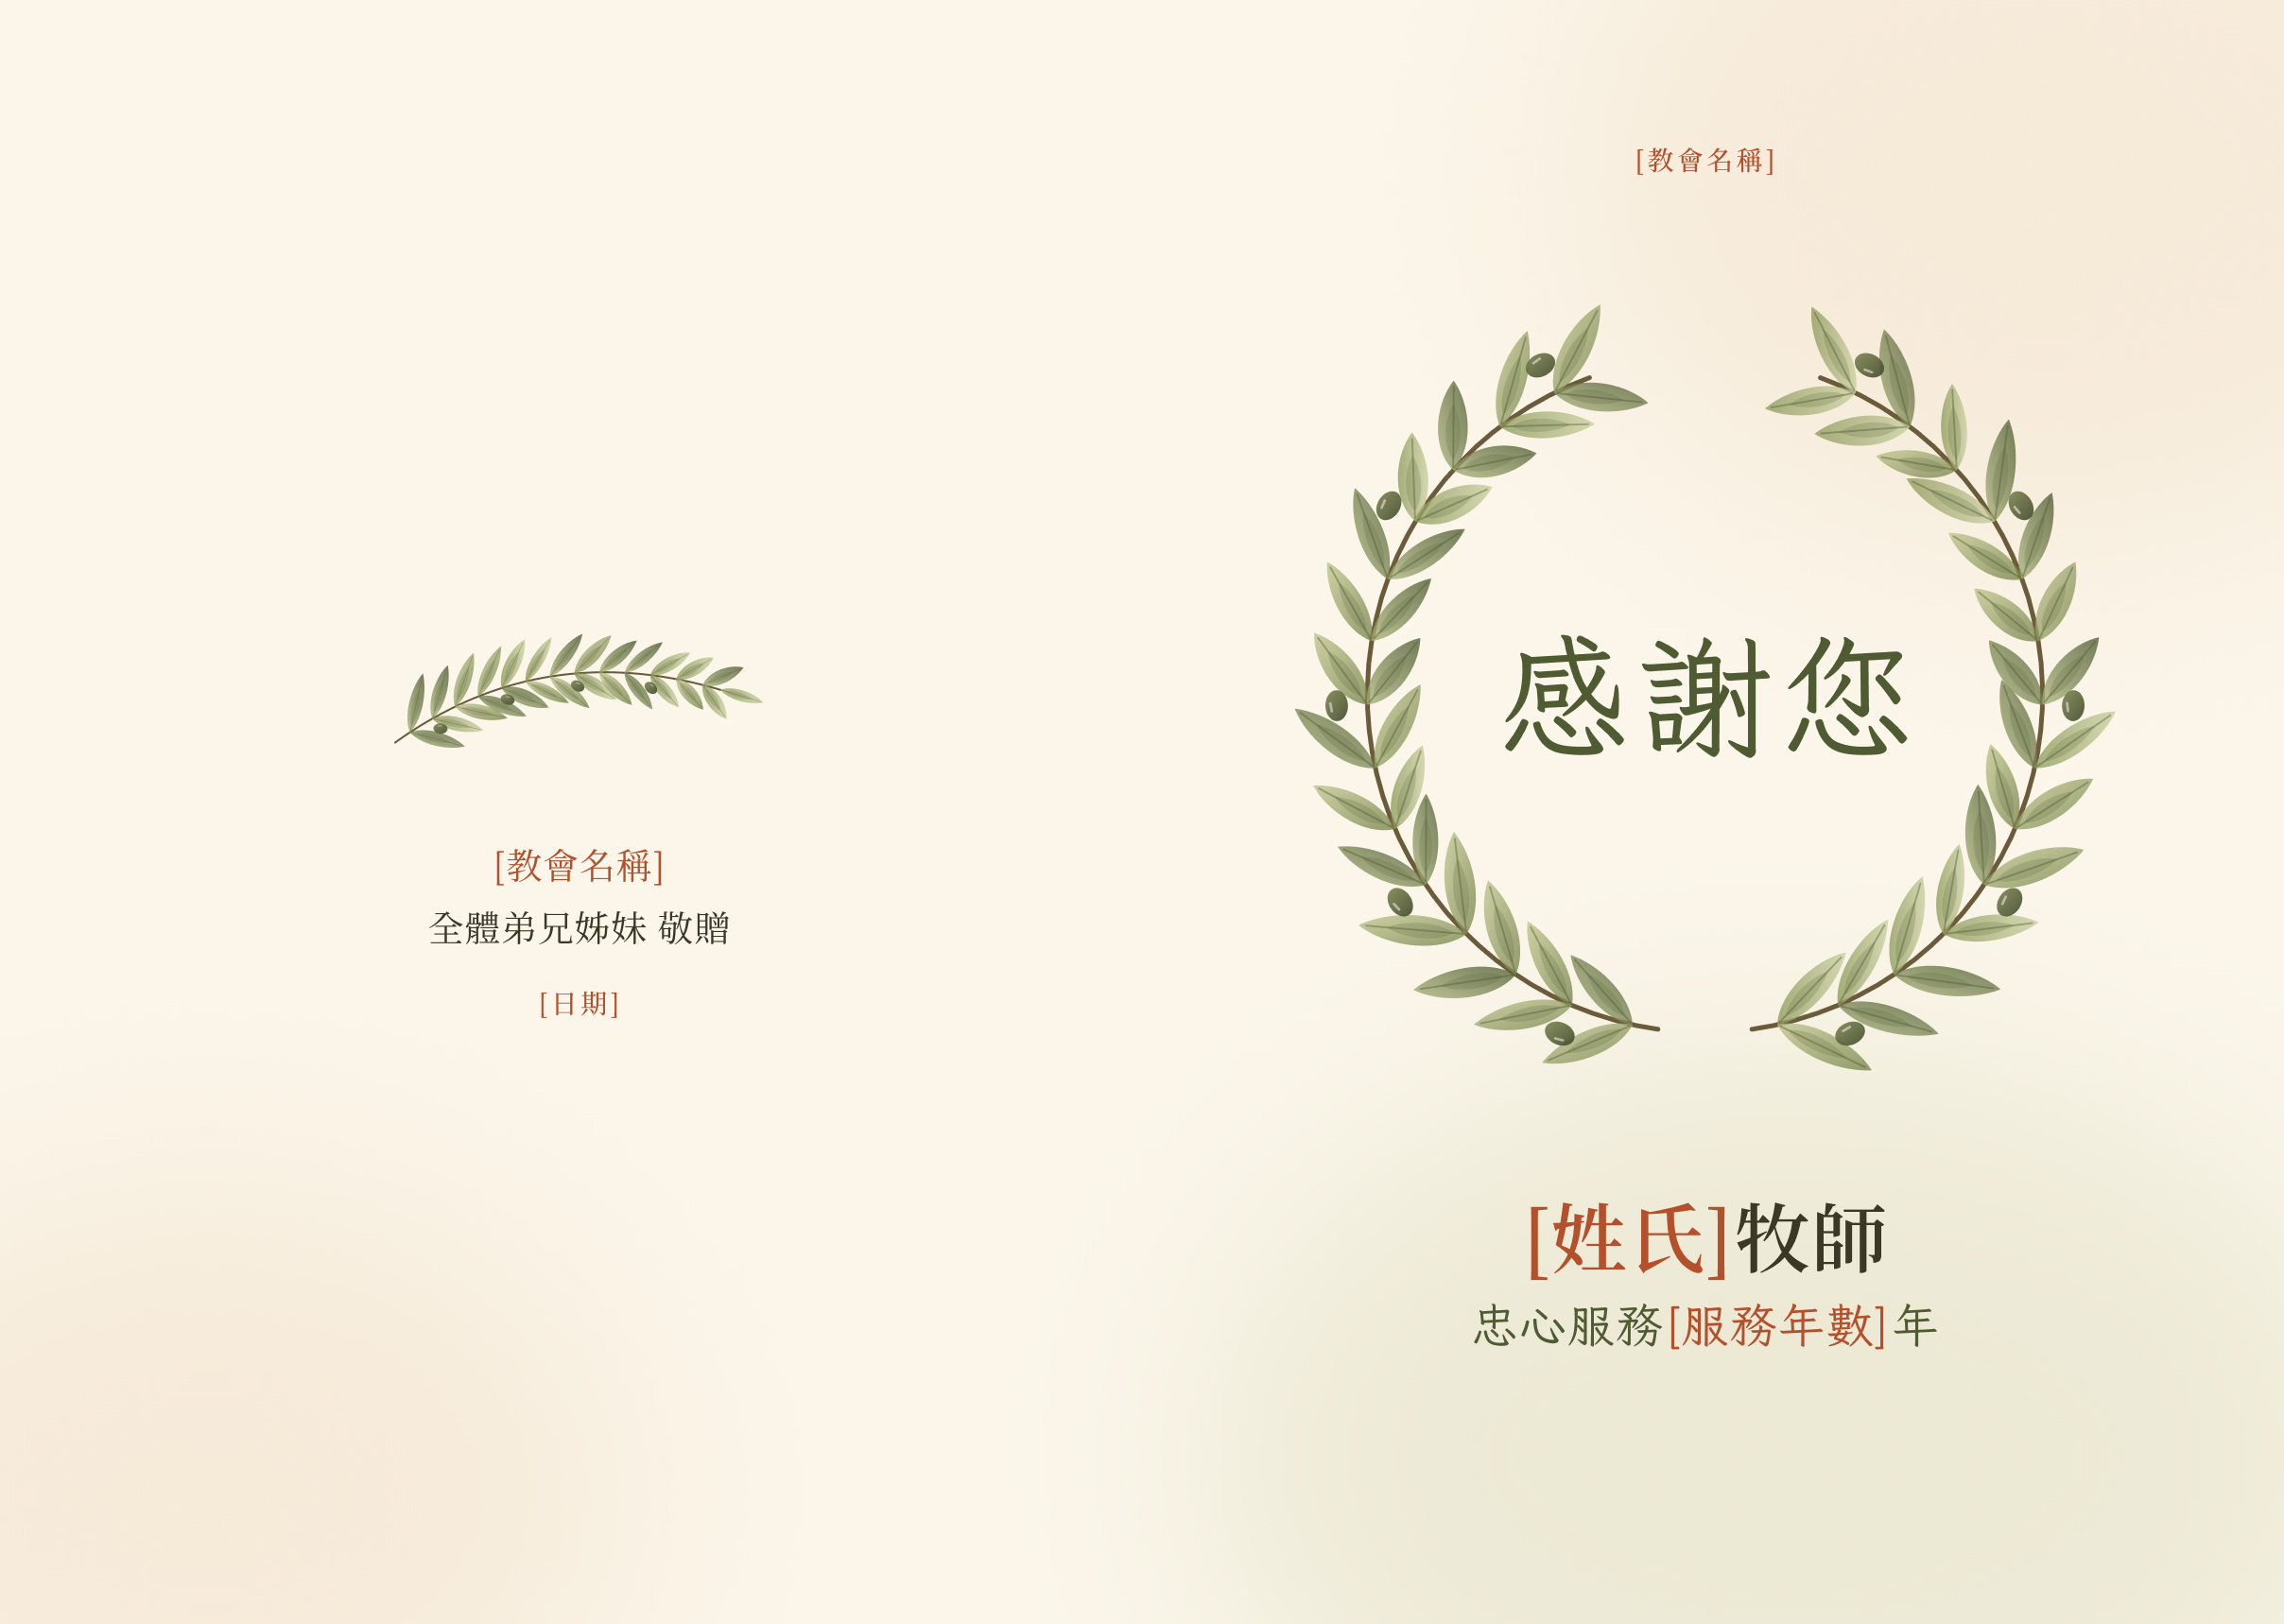 [教會名稱]
全體弟兄姊妹 敬贈
[日期]
[教會名稱]
感謝您
[姓氏]牧師
忠心服務[服務年數]年